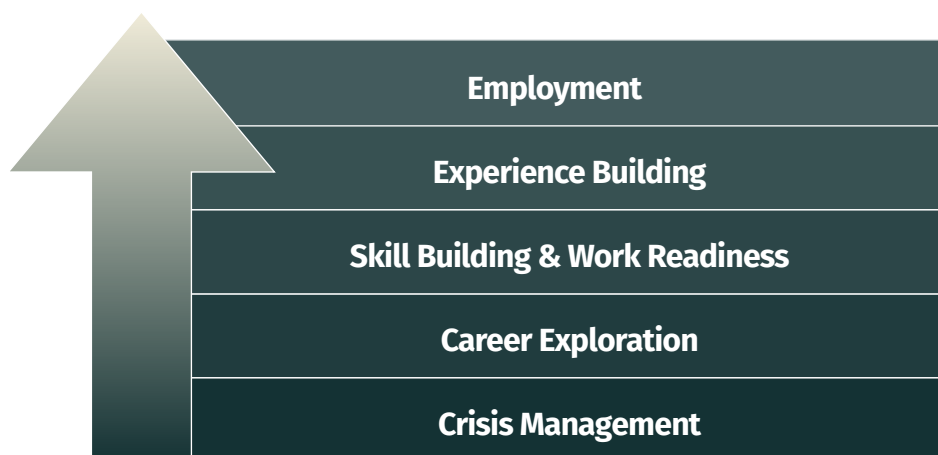 Employment
Experience Building
Skill Building & Work Readiness
Career Exploration
Crisis Management